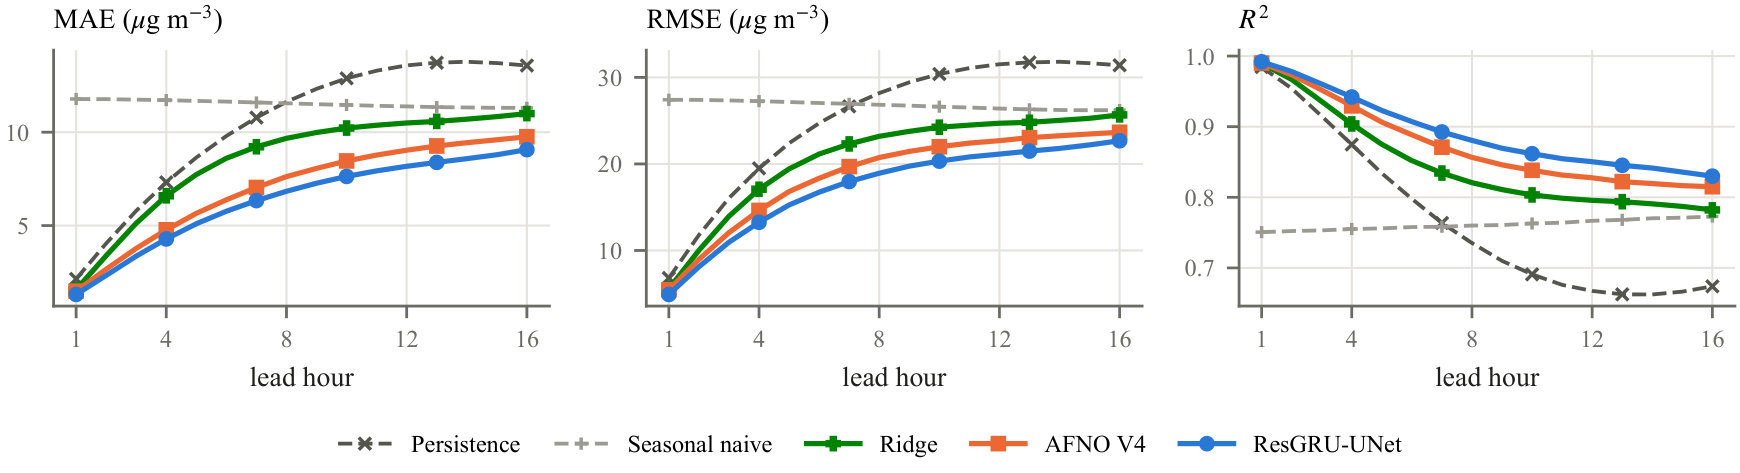 MAE (μg m⁻³)
10
5
1 4 8 12 16
lead hour
RMSE (μg m⁻³)
30
20
10
1 4 8 12 16
lead hour
R²
1.0
0.9
0.8
0.7
1 4 8 12 16
lead hour
Persistence Seasonal naive Ridge AFNO V4 ResGRU-UNet